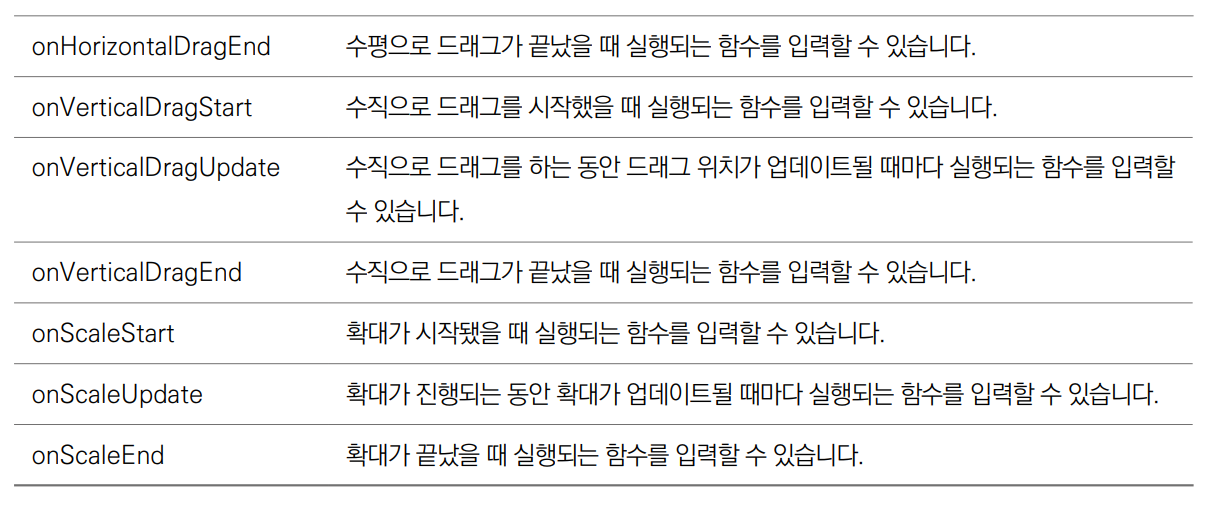 onHorizontalDragEnd 수평으로 드래그가 끝났을 때 실행되는 함수를 입력할 수 있습니다.
onVerticalDragStart 수직으로 드래그를 시작했을 때 실행되는 함수를 입력할 수 있습니다.
onVerticalDragUpdate 수직으로 드래그를 하는 동안 드래그 위치가 업데이트될 때마다 실행되는 함수를 입력할
수 있습니다.
onVerticalDragEnd 수직으로 드래그가 끝났을 때 실행되는 함수를 입력할 수 있습니다.
onScaleStart 확대가 시작됐을 때 실행되는 함수를 입력할 수 있습니다.
onScaleUpdate 확대가 진행되는 동안 확대가 업데이트될 때마다 실행되는 함수를 입력할 수 있습니다.
onScaleEnd 확대가 끝났을 때 실행되는 함수를 입력할 수 있습니다.